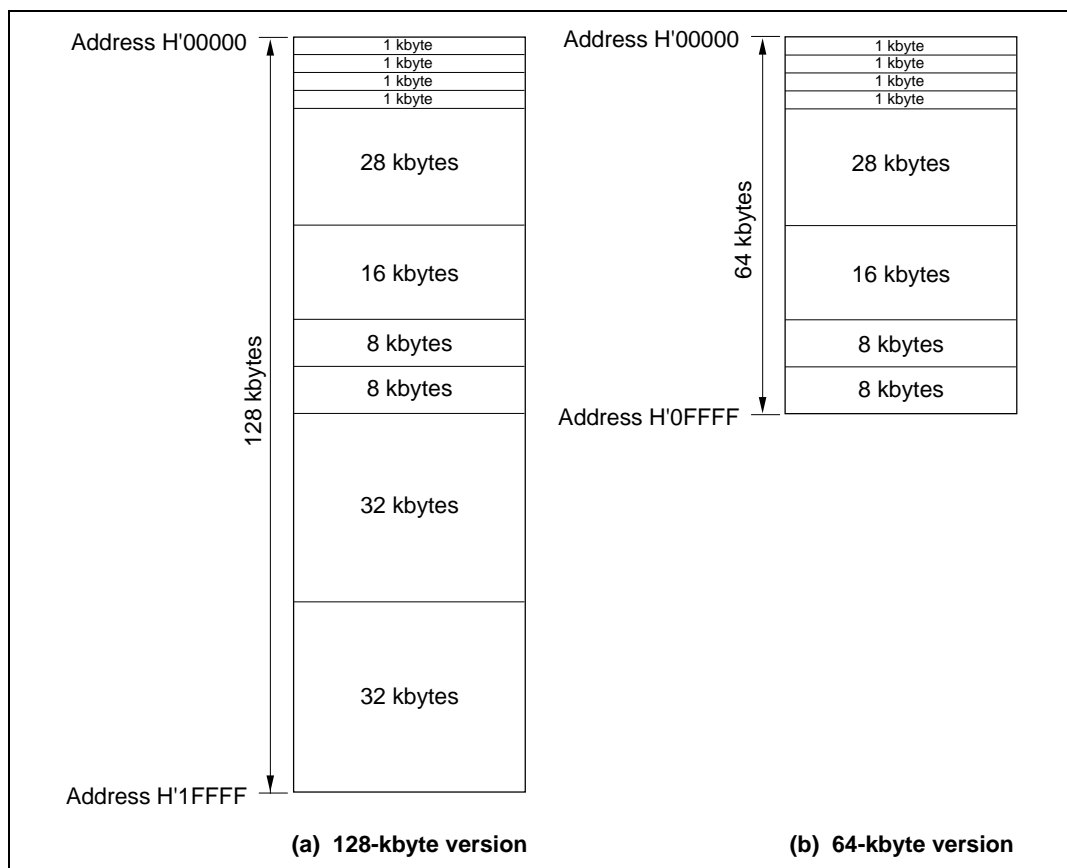 Address H'00000
1 kbyte
1 kbyte
1 kbyte
1 kbyte
28 kbytes
16 kbytes
8 kbytes
8 kbytes
32 kbytes
32 kbytes
128 kbytes
Address H'1FFFF
(a) 128-kbyte version
Address H'00000
1 kbyte
1 kbyte
1 kbyte
1 kbyte
28 kbytes
16 kbytes
8 kbytes
8 kbytes
64 kbytes
Address H'0FFFF
(b) 64-kbyte version